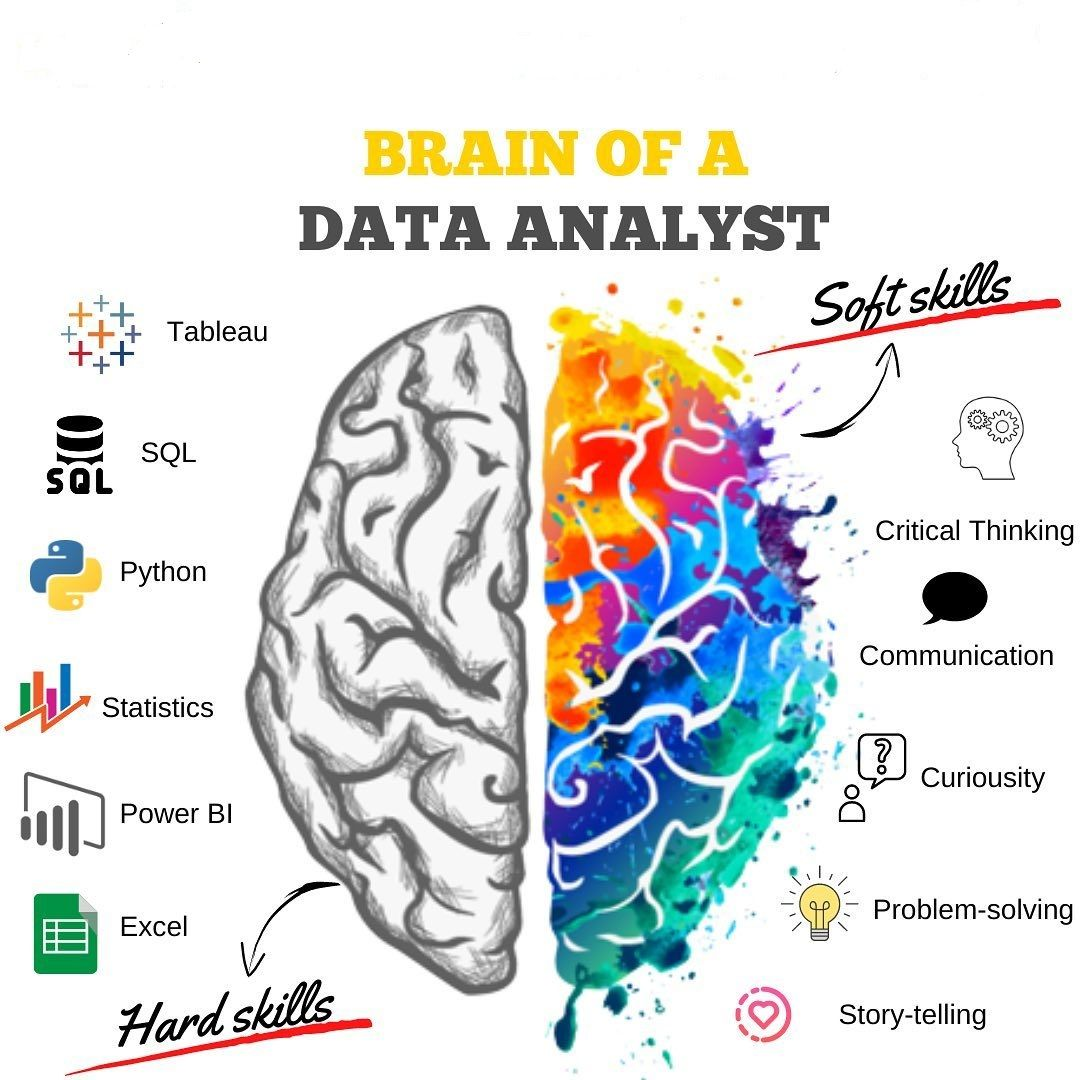 BRAIN OF A
DATA ANALYST
Soft skills
Tableau
SQL
SQL
Python
Statistics
Power BI
Excel
Hard skills
Critical Thinking
Communication
?
Curiousity
Problem-solving
Story-telling